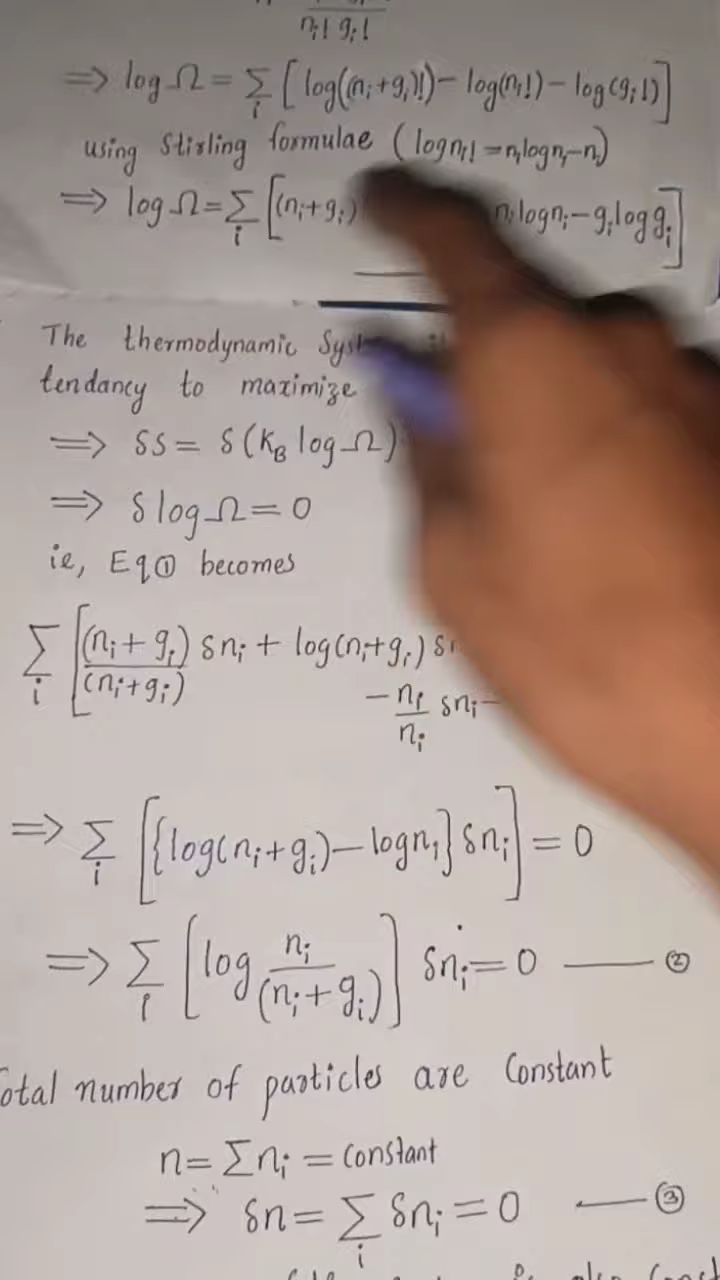 n_i! g_i!
⇒ log Ω = Σ_i [ log((n_i+g_i)!) − log(n_i!) − log(g_i!) ]
using Stirling formulae (log n_i! = n_i log n_i − n_i)
⇒ log Ω = Σ_i [ (n_i+g_i) n_i log n_i − g_i log g_i ]
The thermodynamic
tendancy to maximize
⇒ δS = δ(K_B log Ω)
⇒ δ log Ω = 0
ie, Eq ① becomes
Σ_i [ (n_i + g_i)/(n_i+g_i) δn_i + log(n_i+g_i)
− n_i/n_i δn_i −
⇒ Σ_i [ {log(n_i+g_i) − log n_i} δn_i ] = 0
⇒ Σ_i [ log n_i/(n_i+g_i) ] δn_i = 0 —— ②
otal number of particles are Constant
n = Σn_i = Constant
⇒ δn = Σ_i δn_i = 0 —— ③